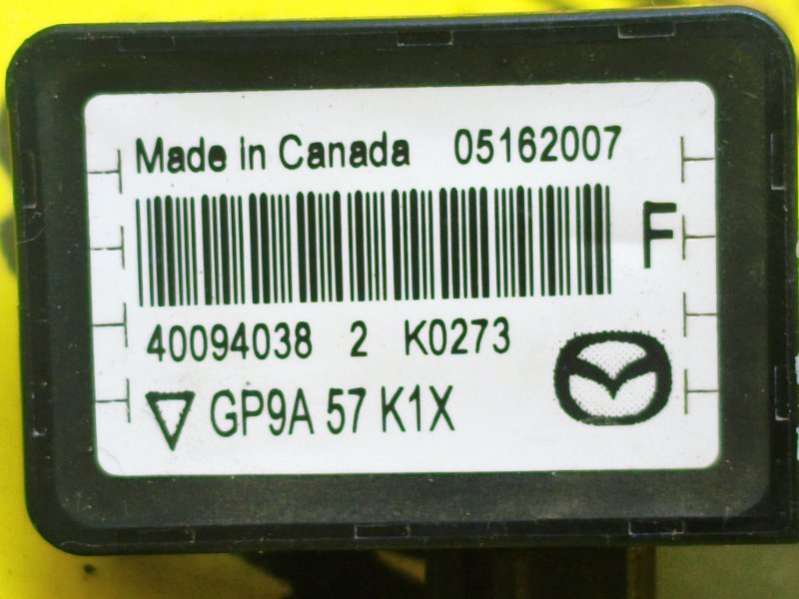 Made in Canada 05162007
F
40094038 2 K0273
GP9A 57 K1X